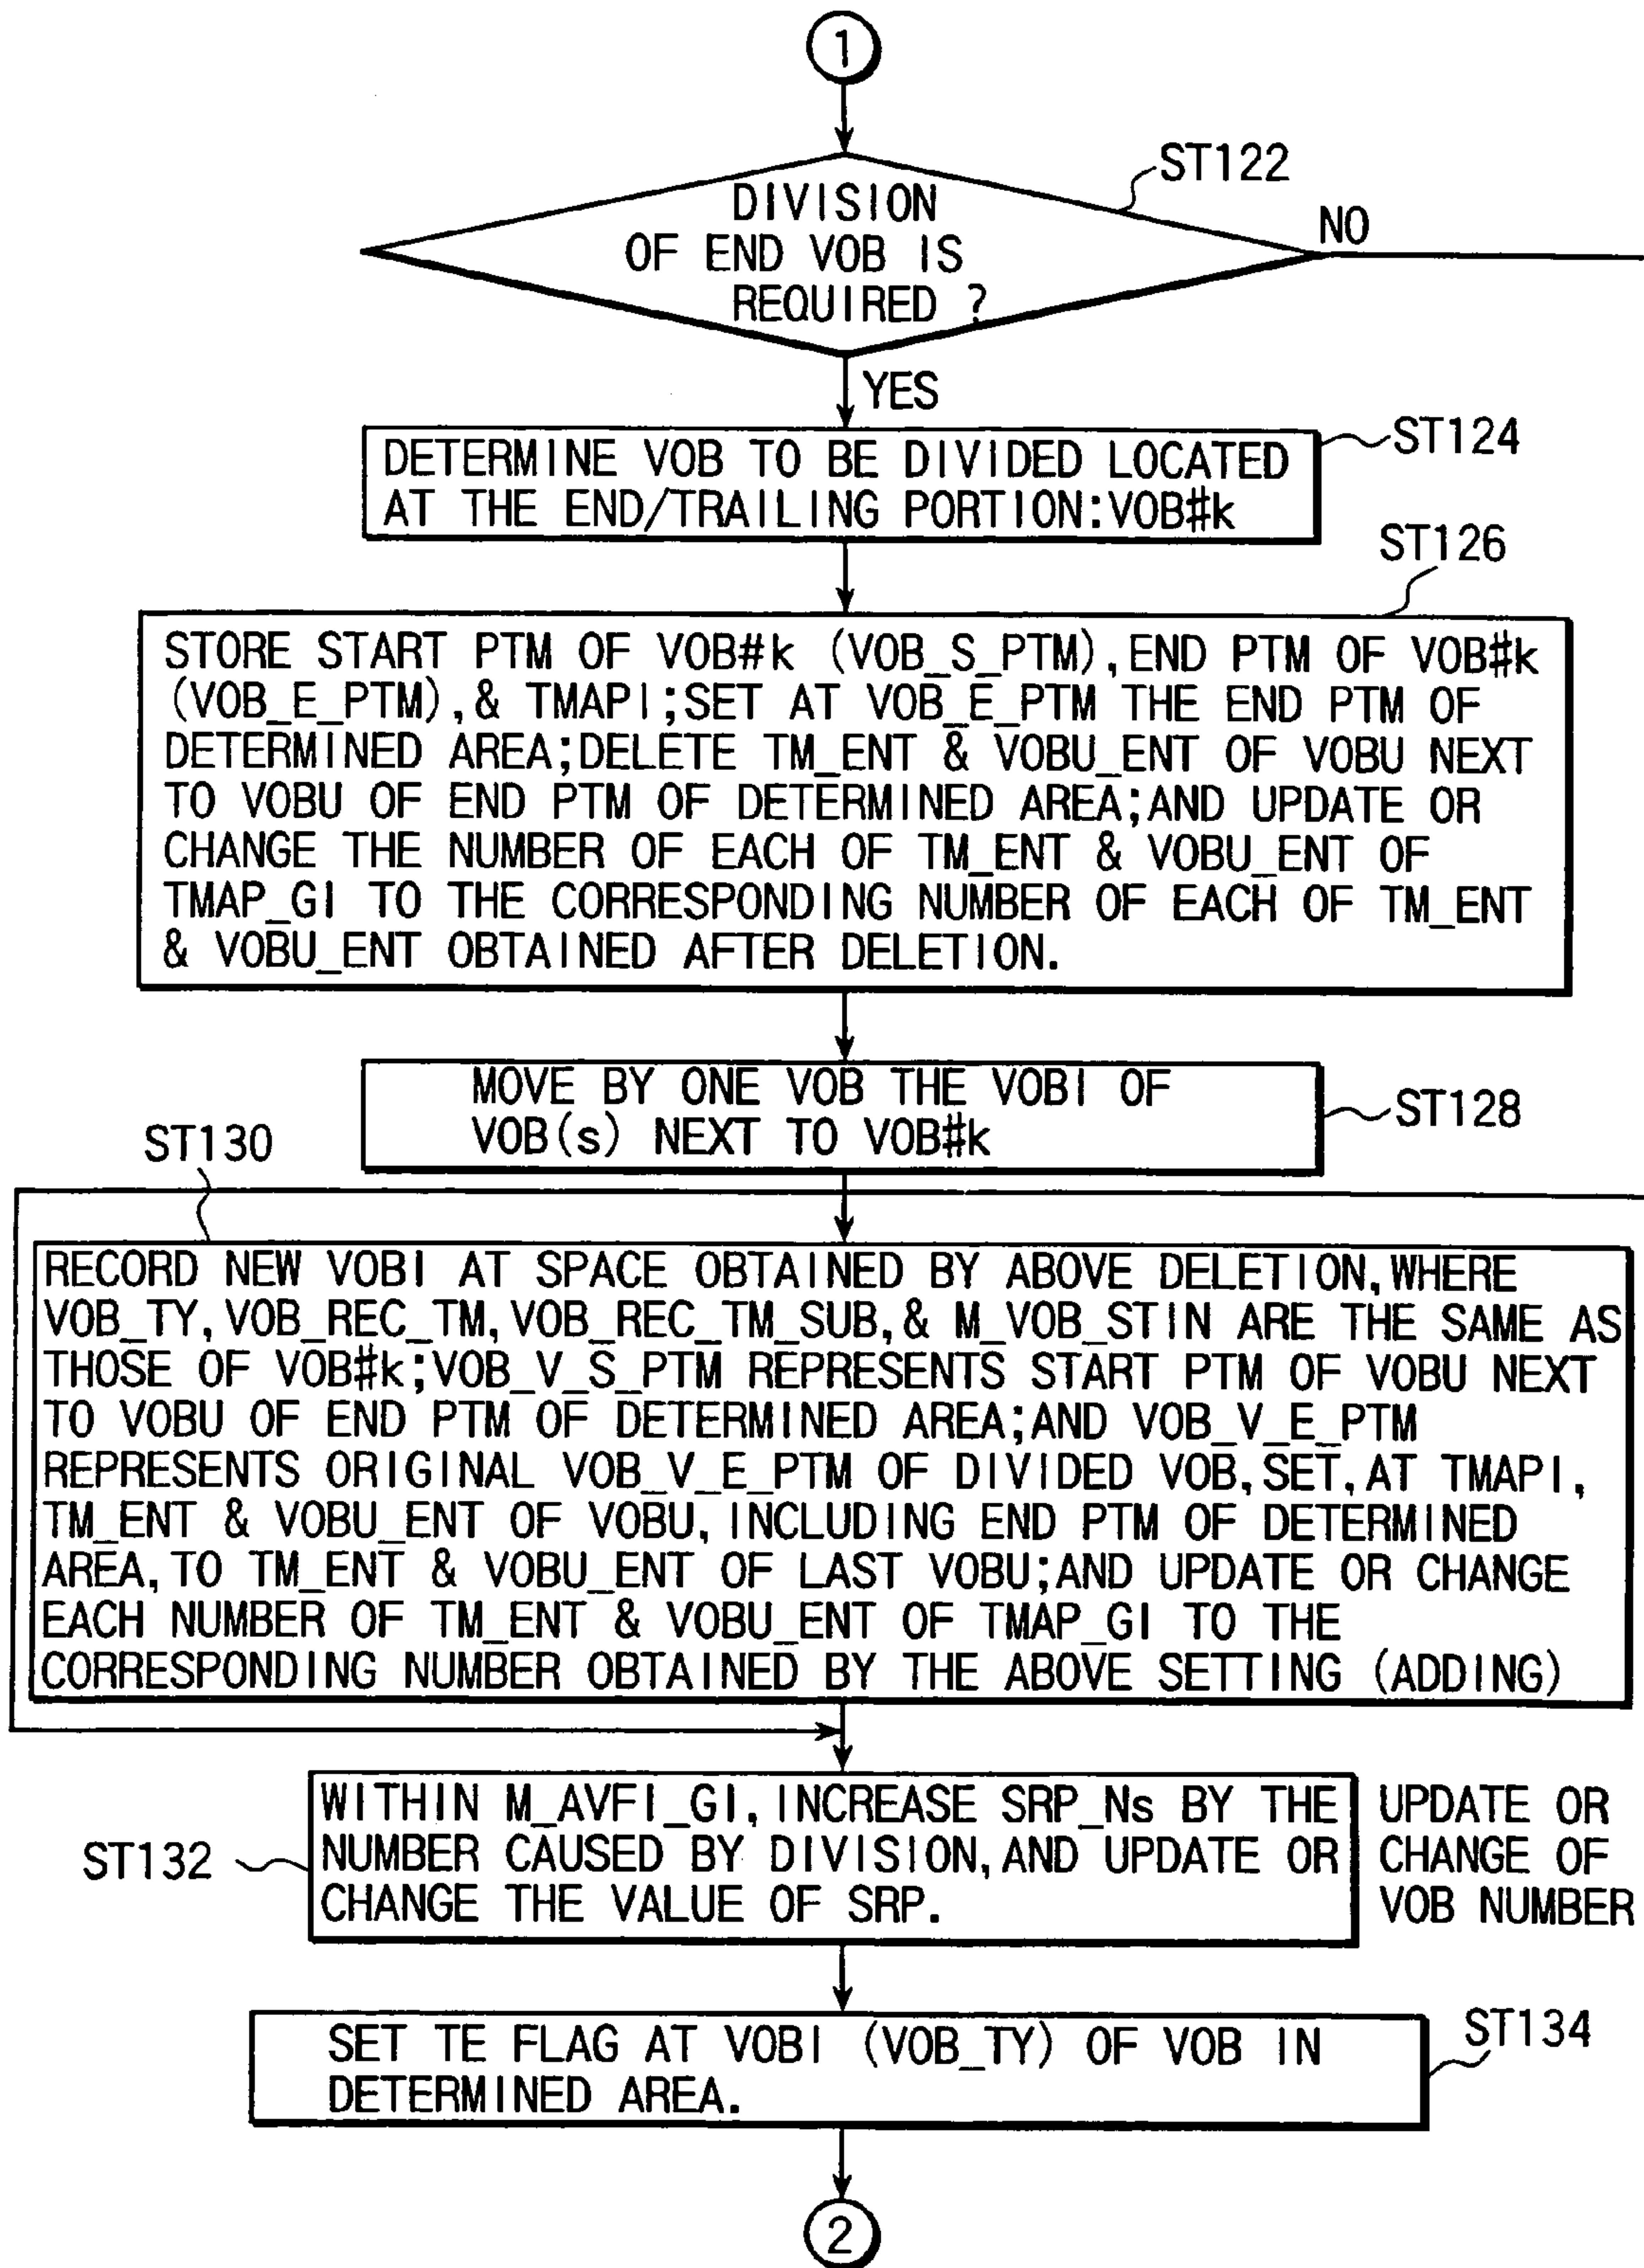 1
ST122
DIVISION
OF END VOB IS
REQUIRED ?
NO
YES
ST124
DETERMINE VOB TO BE DIVIDED LOCATED
AT THE END/TRAILING PORTION:VOB#k
ST126
STORE START PTM OF VOB#k (VOB_S_PTM),END PTM OF VOB#k
(VOB_E_PTM),& TMAPI;SET AT VOB_E_PTM THE END PTM OF
DETERMINED AREA;DELETE TM_ENT & VOBU_ENT OF VOBU NEXT
TO VOBU OF END PTM OF DETERMINED AREA;AND UPDATE OR
CHANGE THE NUMBER OF EACH OF TM_ENT & VOBU_ENT OF
TMAP_GI TO THE CORRESPONDING NUMBER OF EACH OF TM_ENT
& VOBU_ENT OBTAINED AFTER DELETION.
MOVE BY ONE VOB THE VOBI OF
VOB(s) NEXT TO VOB#k
ST128
ST130
RECORD NEW VOBI AT SPACE OBTAINED BY ABOVE DELETION,WHERE
VOB_TY,VOB_REC_TM,VOB_REC_TM_SUB,& M_VOB_STIN ARE THE SAME AS
THOSE OF VOB#k;VOB_V_S_PTM REPRESENTS START PTM OF VOBU NEXT
TO VOBU OF END PTM OF DETERMINED AREA;AND VOB_V_E_PTM
REPRESENTS ORIGINAL VOB_V_E_PTM OF DIVIDED VOB,SET,AT TMAPI,
TM_ENT & VOBU_ENT OF VOBU,INCLUDING END PTM OF DETERMINED
AREA,TO TM_ENT & VOBU_ENT OF LAST VOBU;AND UPDATE OR CHANGE
EACH NUMBER OF TM_ENT & VOBU_ENT OF TMAP_GI TO THE
CORRESPONDING NUMBER OBTAINED BY THE ABOVE SETTING (ADDING)
ST132
WITHIN M_AVFI_GI,INCREASE SRP_Ns BY THE
NUMBER CAUSED BY DIVISION,AND UPDATE OR
CHANGE THE VALUE OF SRP.
UPDATE OR
CHANGE OF
VOB NUMBER
SET TE FLAG AT VOBI (VOB_TY) OF VOB IN
DETERMINED AREA.
ST134
2